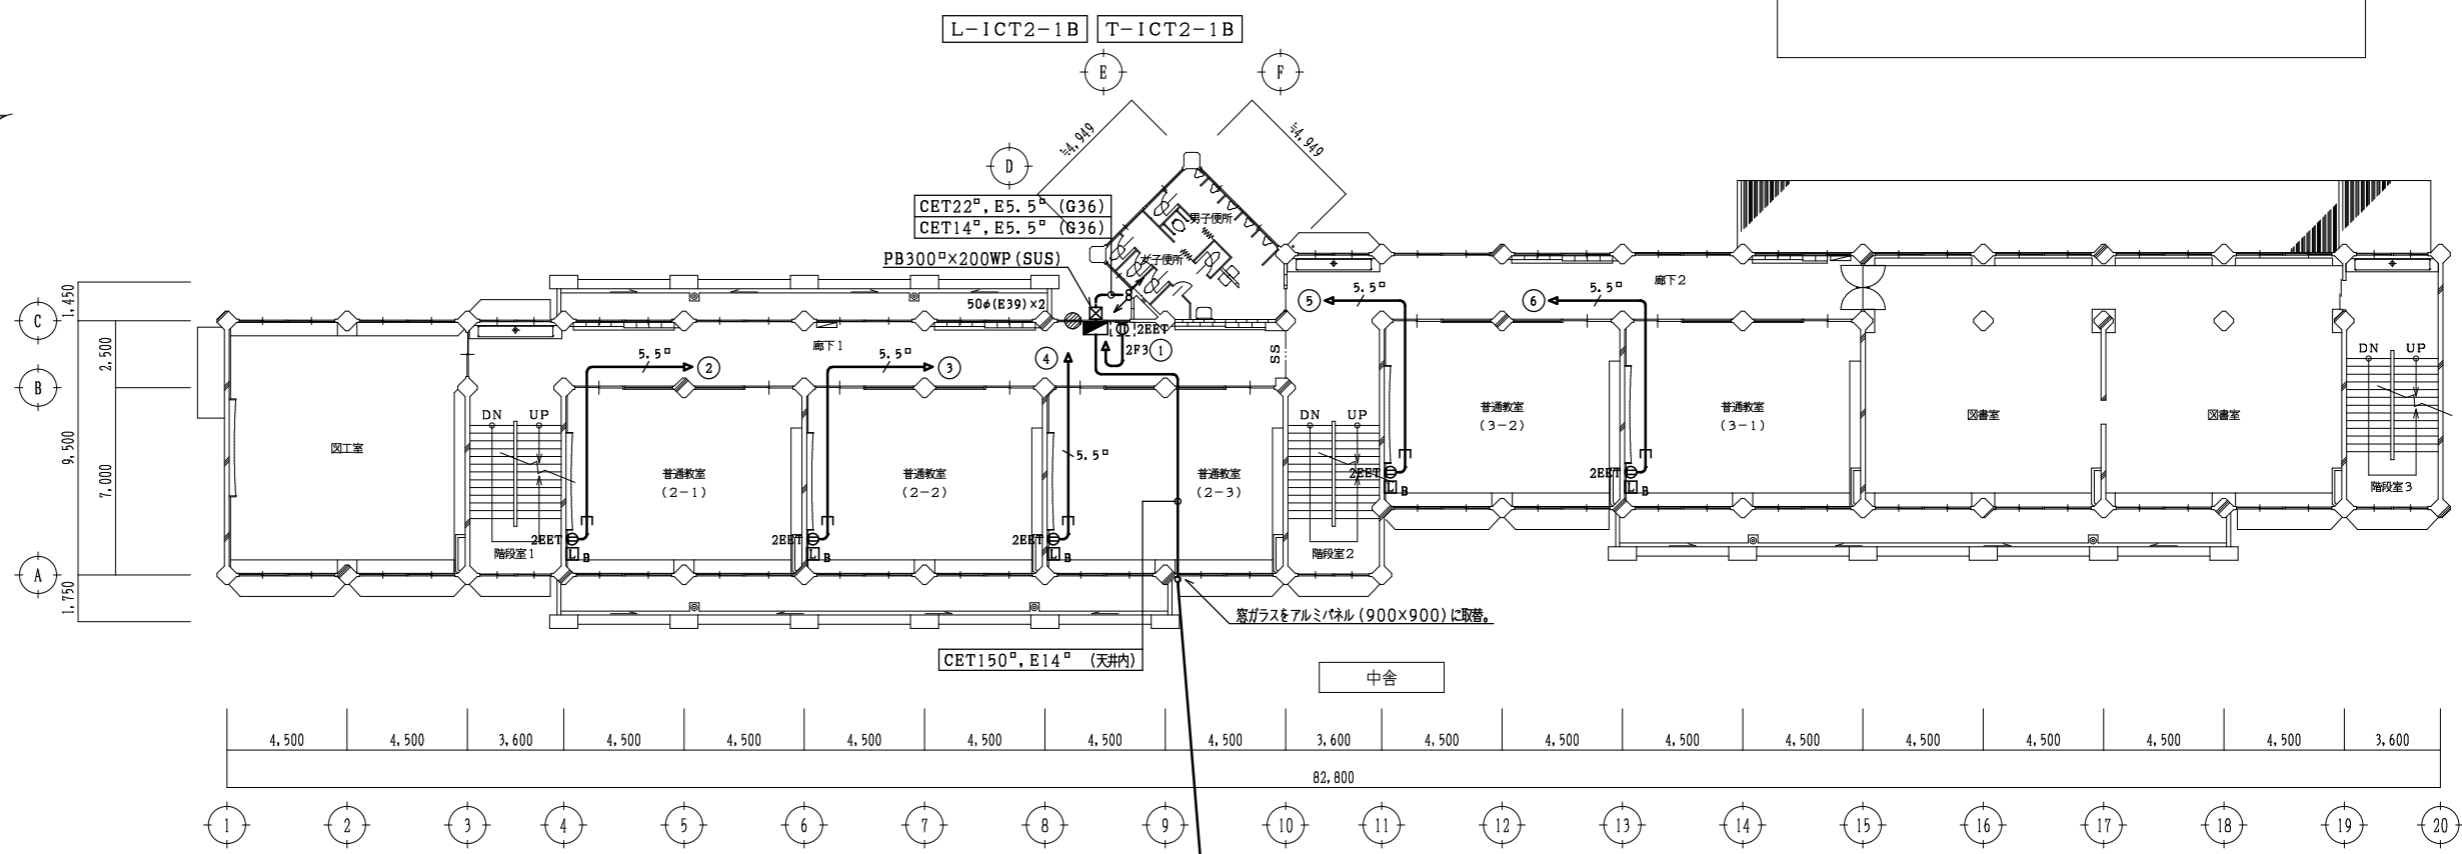 L-ICT2-1B T-ICT2-1B
E F
≒4,949 ≒4,949
D
CET22□, E5.5□ (G36)
CET14□, E5.5□ (G36)
PB300□×200WP(SUS)
男子便所
女子便所
50φ(E39)×2
2EET
2F3 ①
廊下1
廊下2
5.5□ ②
5.5□ ③
④
5.5□
⑤ 5.5□
⑥ 5.5□
SS
C
B
A
1,450
2,500
9,500
7,000
1,750
図工室
DN UP
階段室1
普通教室
(2-1)
普通教室
(2-2)
普通教室
(2-3)
DN UP
階段室2
普通教室
(3-2)
普通教室
(3-1)
図書室
図書室
DN UP
階段室3
2EET
L B
2EET
L B
2EET
L B
2EET
L B
2EET
L B
窓ガラスをアルミパネル(900×900)に取替。
CET150□, E14□ (天井内)
中舎
4,500 4,500 3,600 4,500 4,500 4,500 4,500 4,500 4,500 3,600 4,500 4,500 4,500 4,500 4,500 4,500 4,500 4,500 3,600
82,800
1 2 3 4 5 6 7 8 9 10 11 12 13 14 15 16 17 18 19 20